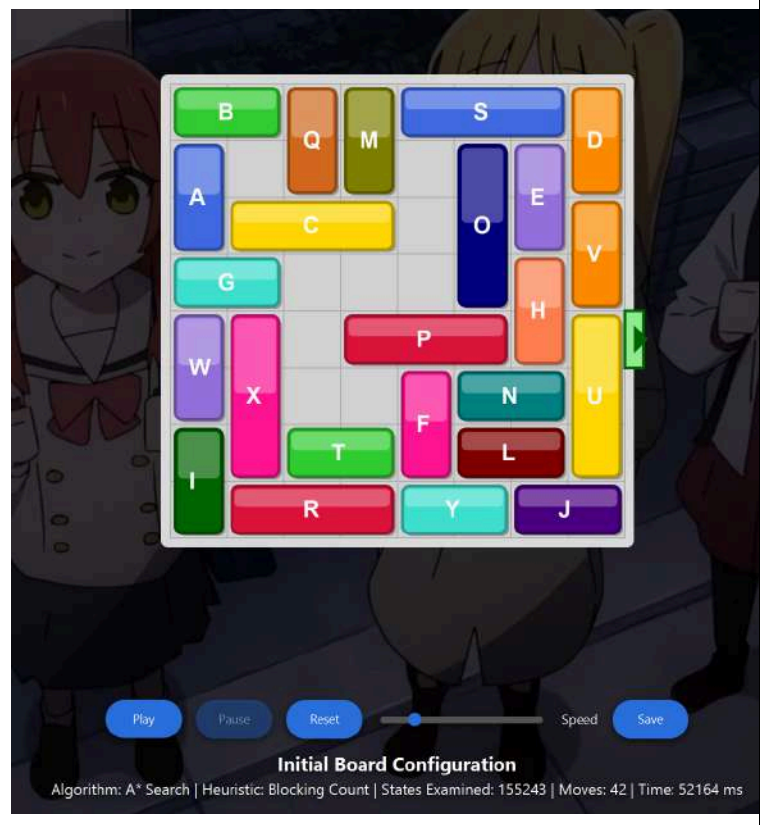 B
Q
M
S
D
A
C
O
E
V
G
H
W
X
P
U
F
N
I
T
L
R
Y
J
Play
Pause
Reset
Speed
Save
Initial Board Configuration
Algorithm: A* Search | Heuristic: Blocking Count | States Examined: 155243 | Moves: 42 | Time: 52164 ms